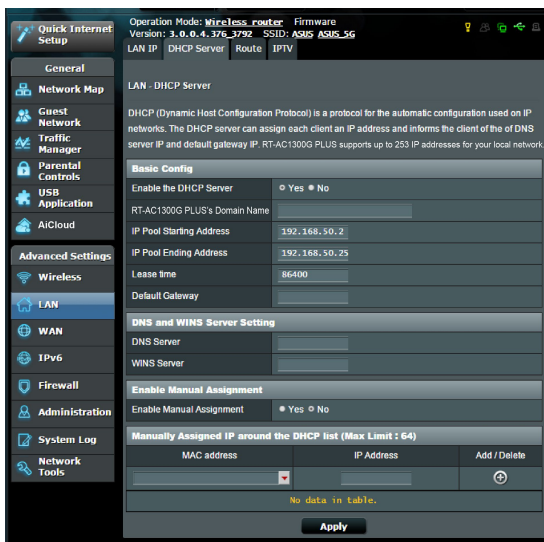 Quick Internet
Setup
Operation Mode: Wireless router Firmware
Version: 3.0.0.4.376_3792 SSID: ASUS ASUS_5G
LAN IP DHCP Server Route IPTV
General
Network Map
Guest
Network
Traffic
Manager
Parental
Controls
USB
Application
AiCloud
Advanced Settings
Wireless
LAN
WAN
IPv6
Firewall
Administration
System Log
Network
Tools
LAN - DHCP Server
DHCP (Dynamic Host Configuration Protocol) is a protocol for the automatic configuration used on IP
networks. The DHCP server can assign each client an IP address and informs the client of the of DNS
server IP and default gateway IP. RT-AC1300G PLUS supports up to 253 IP addresses for your local network.
Basic Config
Enable the DHCP Server Yes No
RT-AC1300G PLUS's Domain Name
IP Pool Starting Address 192.168.50.2
IP Pool Ending Address 192.168.50.25
Lease time 86400
Default Gateway
DNS and WINS Server Setting
DNS Server
WINS Server
Enable Manual Assignment
Enable Manual Assignment Yes No
Manually Assigned IP around the DHCP list (Max Limit : 64)
MAC address IP Address Add / Delete
No data in table.
Apply